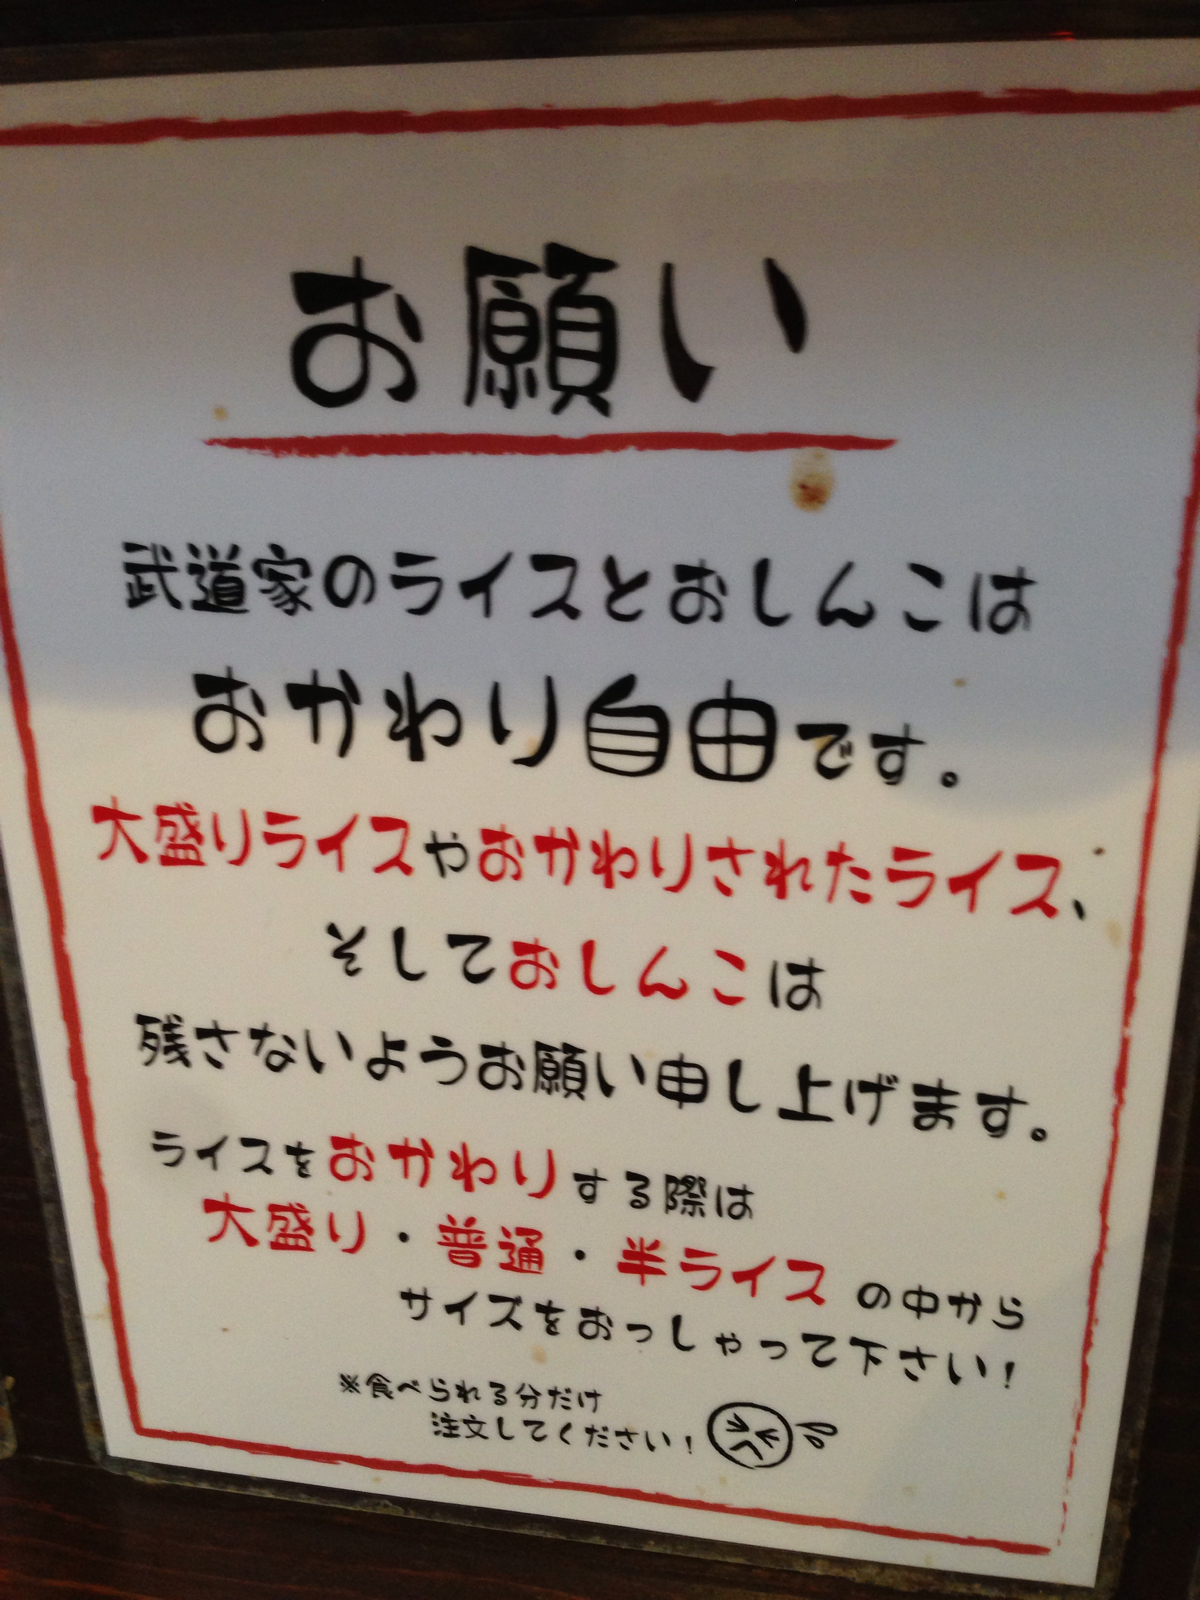 お願い
武道家のライスとおしんこは
おかわり自由です。
大盛りライスやおかわりされたライス、
そしておしんこは
残さないようお願い申し上げます。
ライスをおかわりする際は
大盛り・普通・半ライスの中から
サイズをおっしゃって下さい！
※食べられる分だけ
注文してください！